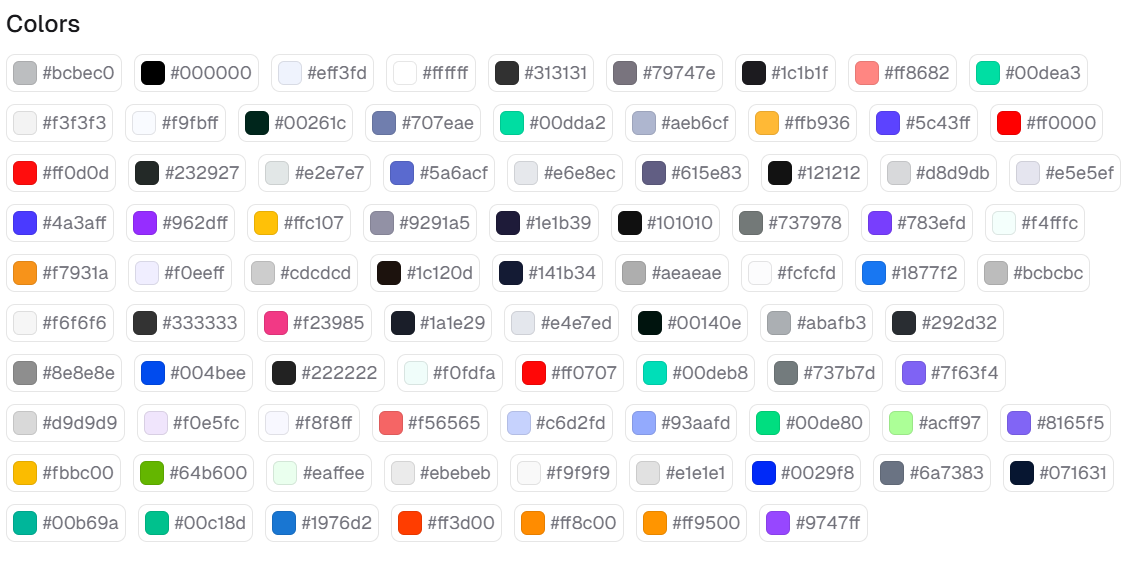 Colors
#bcbec0 #000000 #eff3fd #ffffff #313131 #79747e #1c1b1f #ff8682 #00dea3
#f3f3f3 #f9fbff #00261c #707eae #00dda2 #aeb6cf #ffb936 #5c43ff #ff0000
#ff0d0d #232927 #e2e7e7 #5a6acf #e6e8ec #615e83 #121212 #d8d9db #e5e5ef
#4a3aff #962dff #ffc107 #9291a5 #1e1b39 #101010 #737978 #783efd #f4fffc
#f7931a #f0eeff #cdcdcd #1c120d #141b34 #aeaeae #fcfcfd #1877f2 #bcbcbc
#f6f6f6 #333333 #f23985 #1a1e29 #e4e7ed #00140e #abafb3 #292d32
#8e8e8e #004bee #222222 #f0fdfa #ff0707 #00deb8 #737b7d #7f63f4
#d9d9d9 #f0e5fc #f8f8ff #f56565 #c6d2fd #93aafd #00de80 #acff97 #8165f5
#fbbc00 #64b600 #eaffee #ebebeb #f9f9f9 #e1e1e1 #0029f8 #6a7383 #071631
#00b69a #00c18d #1976d2 #ff3d00 #ff8c00 #ff9500 #9747ff